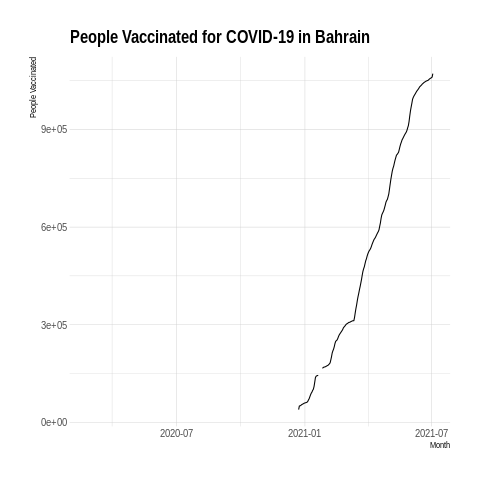 People Vaccinated for COVID-19 in Bahrain
People Vaccinated
9e+05
6e+05
3e+05
0e+00
2020-07
2021-01
2021-07
Month